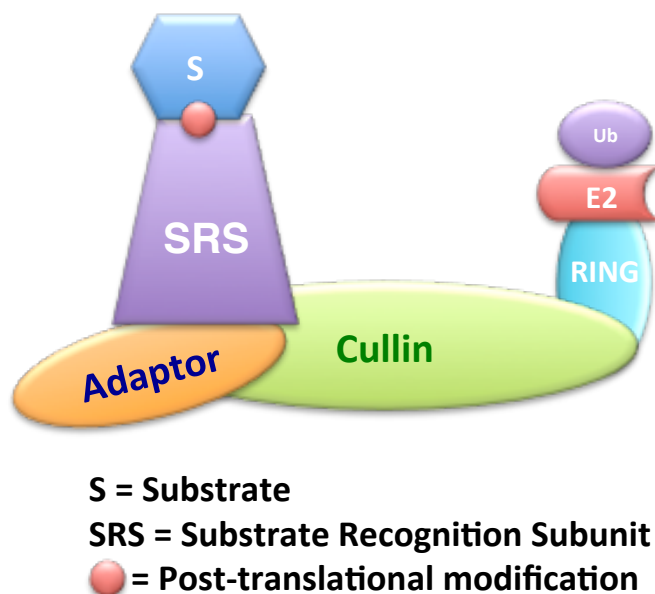 S
Ub
E2
SRS
RING
Cullin
Adaptor
S = Substrate
SRS = Substrate Recognition Subunit
= Post-translational modification